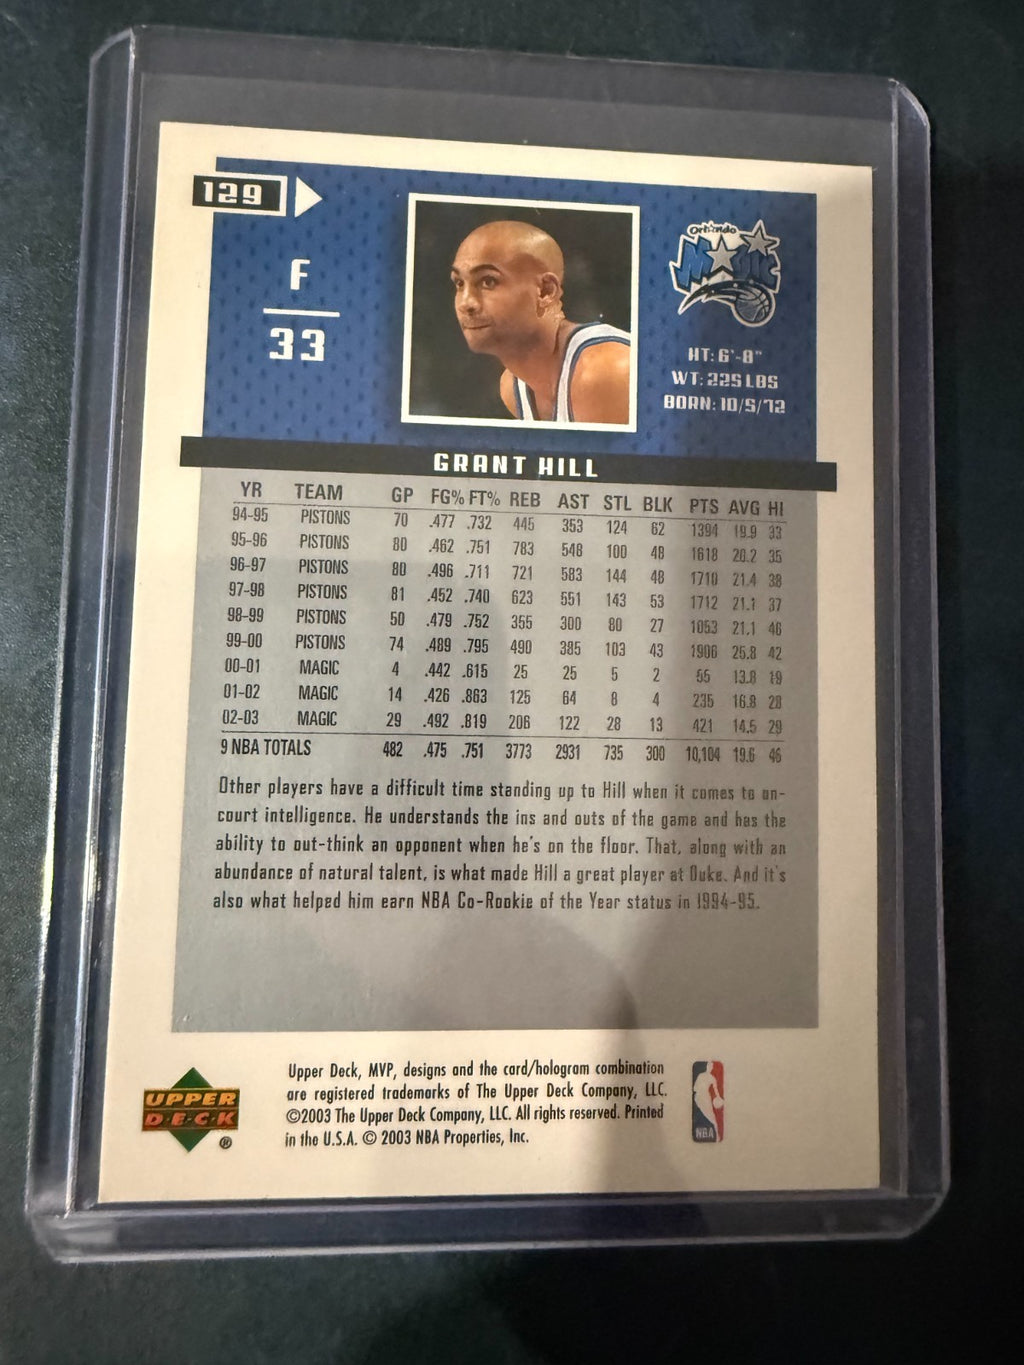 129
F
33
Orlando
Magic
HT: 6'-8"
WT: 225 LBS
BORN: 10/5/72
GRANT HILL
YR TEAM GP FG% FT% REB AST STL BLK PTS AVG HI
94-95 PISTONS 70 .477 .732 445 353 124 62 1394 19.9 33
95-96 PISTONS 80 .462 .751 783 548 100 48 1618 20.2 35
96-97 PISTONS 80 .496 .711 721 583 144 48 1710 21.4 38
97-98 PISTONS 81 .452 .740 623 551 143 53 1712 21.1 37
98-99 PISTONS 50 .479 .752 355 300 80 27 1053 21.1 46
99-00 PISTONS 74 .489 .795 490 385 103 43 1906 25.8 42
00-01 MAGIC 4 .442 .615 25 25 5 2 55 13.8 19
01-02 MAGIC 14 .426 .863 125 64 8 4 235 16.8 28
02-03 MAGIC 29 .492 .819 206 122 28 13 421 14.5 29
9 NBA TOTALS 482 .475 .751 3773 2931 735 300 10,104 19.6 46
Other players have a difficult time standing up to Hill when it comes to on-
court intelligence. He understands the ins and outs of the game and has the
ability to out-think an opponent when he's on the floor. That, along with an
abundance of natural talent, is what made Hill a great player at Duke. And it's
also what helped him earn NBA Co-Rookie of the Year status in 1994-95.
Upper Deck, MVP, designs and the card/hologram combination
are registered trademarks of The Upper Deck Company, LLC.
©2003 The Upper Deck Company, LLC. All rights reserved. Printed
in the U.S.A. © 2003 NBA Properties, Inc.
UPPER
DECK
®
NBA